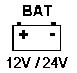 BAT
+ -
12V / 24V